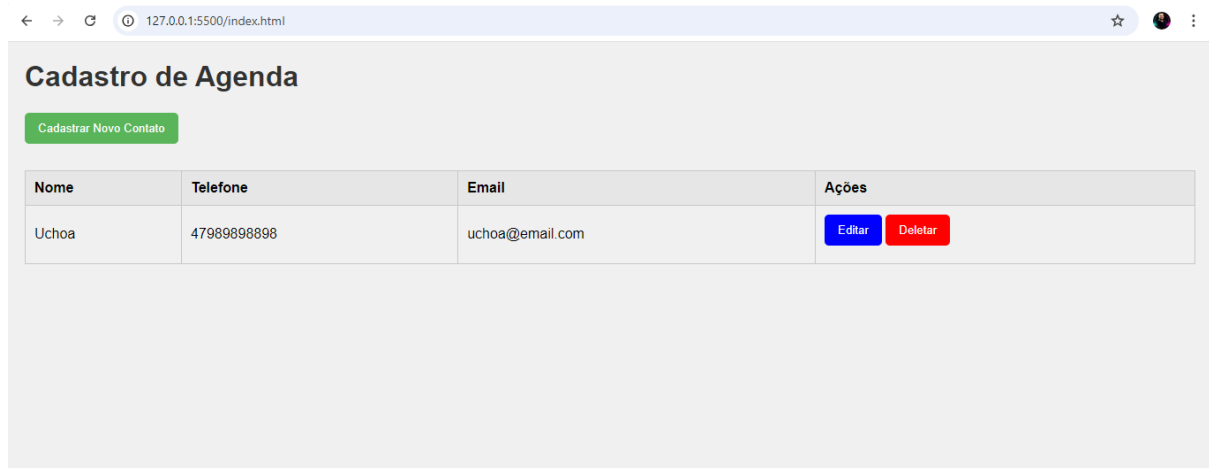 127.0.0.1:5500/index.html
Cadastro de Agenda
Cadastrar Novo Contato
Nome Telefone Email Ações
Uchoa 47989898898 uchoa@email.com Editar Deletar